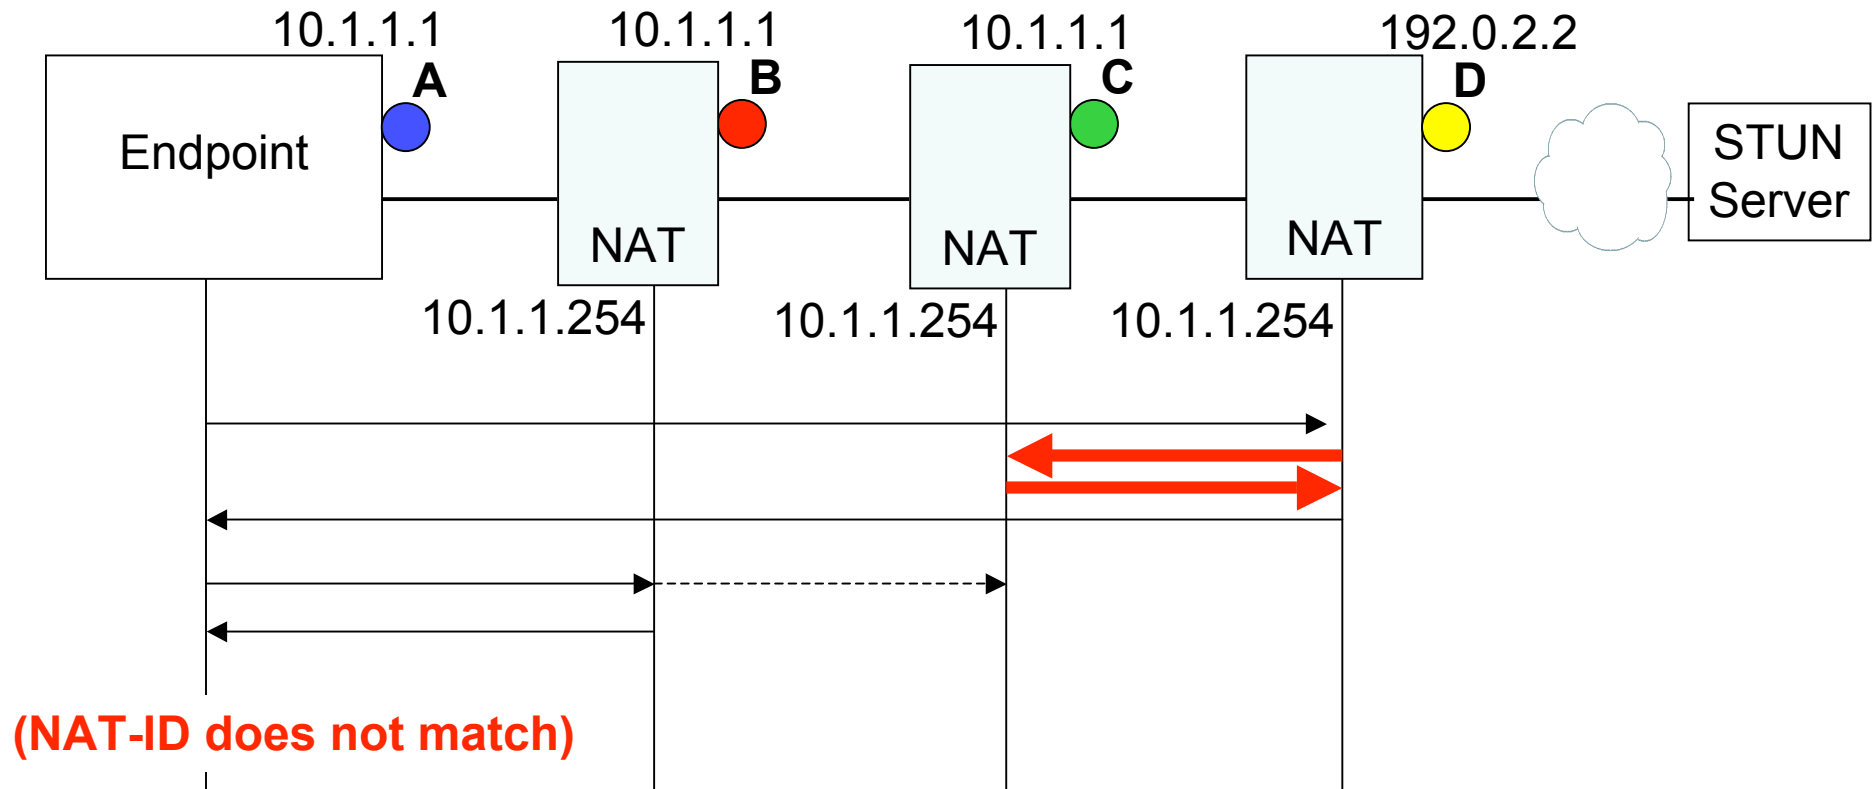 10.1.1.1
10.1.1.1
10.1.1.1
192.0.2.2
A
B
C
D
Endpoint
NAT
NAT
NAT
STUN
Server
10.1.1.254
10.1.1.254
10.1.1.254
(NAT-ID does not match)